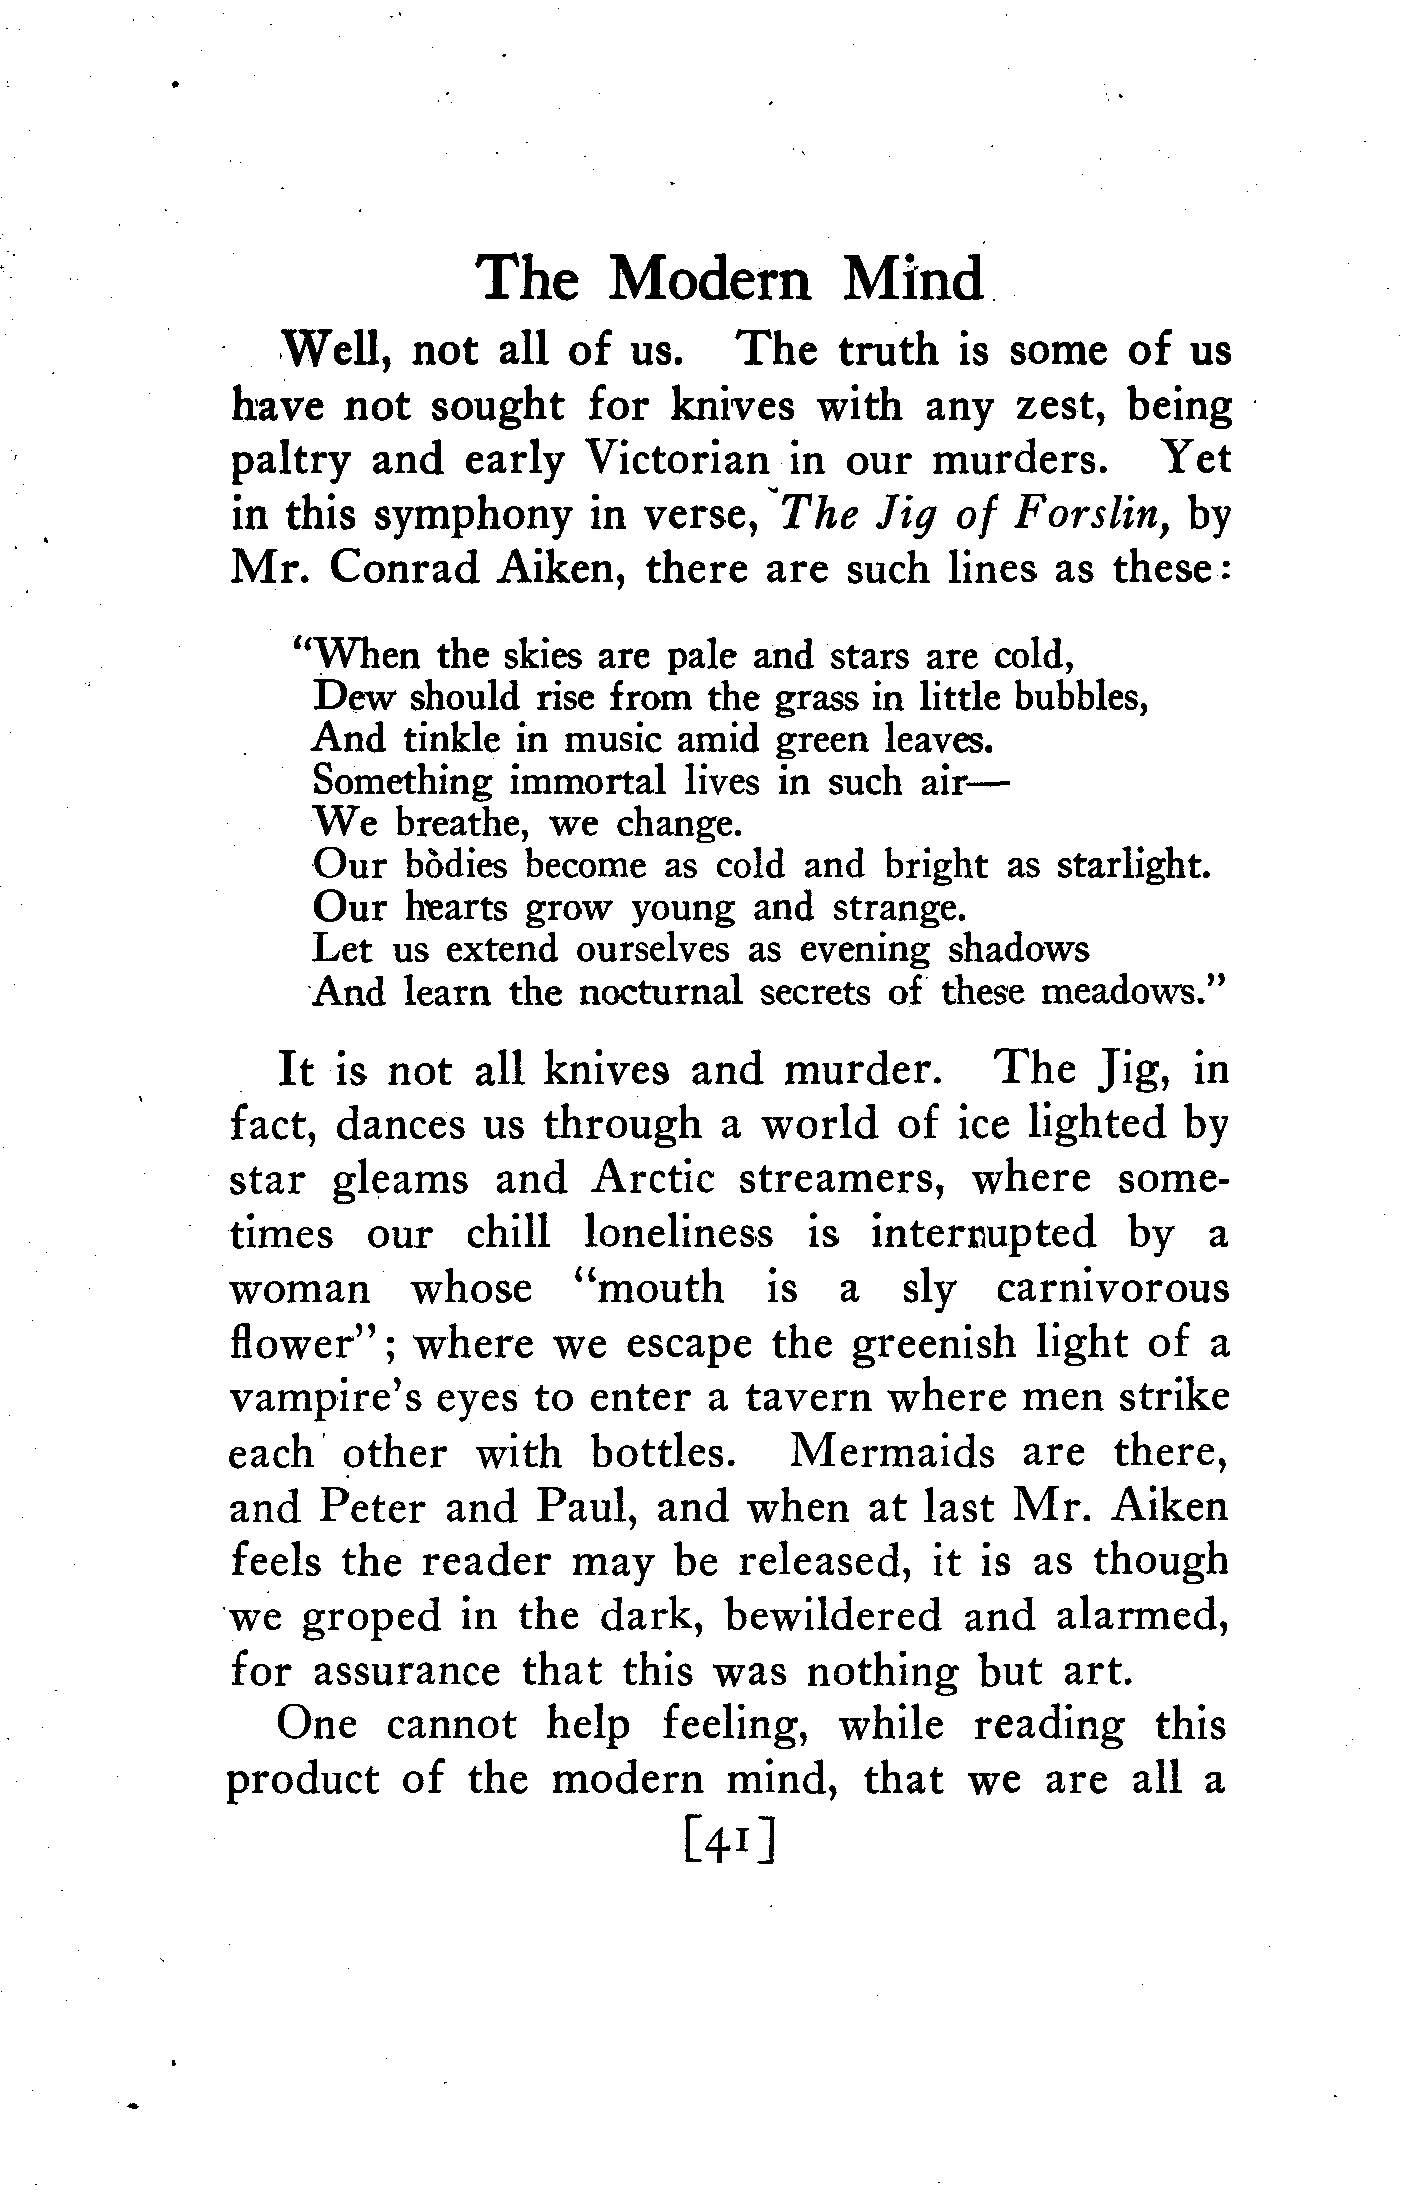 The Modern Mind
Well, not all of us. The truth is some of us
have not sought for knives with any zest, being
paltry and early Victorian in our murders. Yet
in this symphony in verse, The Jig of Forslin, by
Mr. Conrad Aiken, there are such lines as these:
"When the skies are pale and stars are cold,
Dew should rise from the grass in little bubbles,
And tinkle in music amid green leaves.
Something immortal lives in such air—
We breathe, we change.
Our bodies become as cold and bright as starlight.
Our hearts grow young and strange.
Let us extend ourselves as evening shadows
And learn the nocturnal secrets of these meadows."
It is not all knives and murder. The Jig, in
fact, dances us through a world of ice lighted by
star gleams and Arctic streamers, where some-
times our chill loneliness is interrupted by a
woman whose "mouth is a sly carnivorous
flower"; where we escape the greenish light of a
vampire's eyes to enter a tavern where men strike
each other with bottles. Mermaids are there,
and Peter and Paul, and when at last Mr. Aiken
feels the reader may be released, it is as though
we groped in the dark, bewildered and alarmed,
for assurance that this was nothing but art.
One cannot help feeling, while reading this
product of the modern mind, that we are all a
[41]